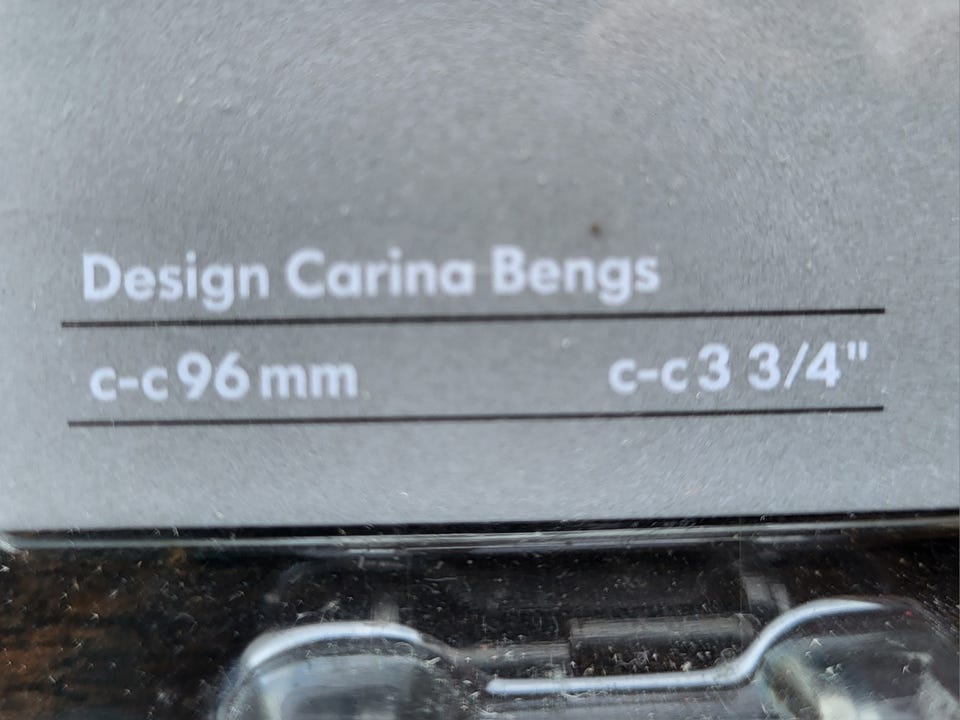 Design Carina Bengs
c-c 96 mm c-c 3 3/4"